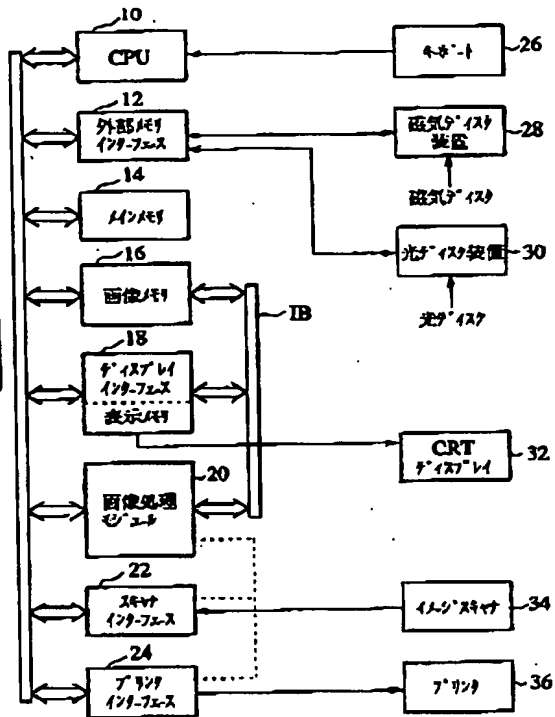 10
CPU
12
外部メモリ
インターフェース
14
メインメモリ
16
画像メモリ
18
ディスプレイ
インターフェース
表示メモリ
20
画像処理
モジュール
22
スキャナ
インターフェース
24
プリンタ
インターフェース
IB
キーボード
26
磁気ディスク
装置
28
磁気ディスク
光ディスク装置
30
光ディスク
CRT
ディスプレイ
32
イメージスキャナ
34
プリンタ
36